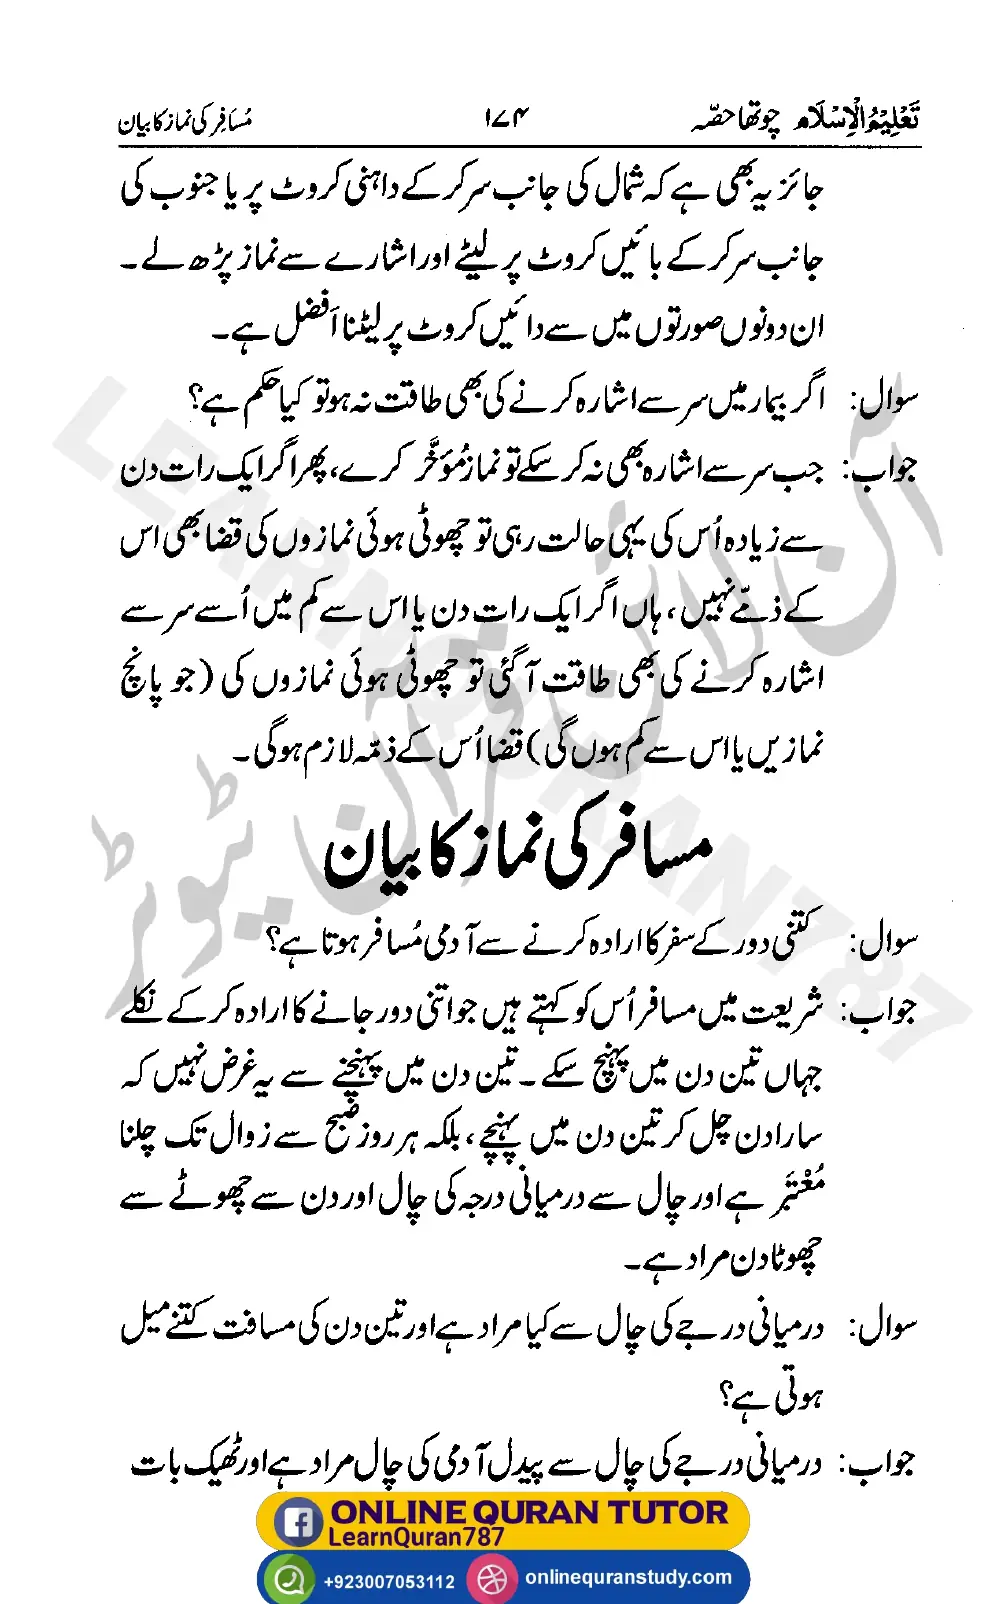 تَعْلِیْمُ الْاِسْلَام چوتھا حصّہ ۱۷۴ مُسَافِر کی نماز کا بیان
جائز یہ بھی ہے کہ شمال کی جانب سر کر کے داہنی کروٹ پر یا جنوب کی
جانب سر کر کے بائیں کروٹ پر لیٹے اور اشارے سے نماز پڑھ لے۔
ان دونوں صورتوں میں سے دائیں کروٹ پر لیٹنا اَفضل ہے۔
سوال: اگر بیمار میں سر سے اشارہ کرنے کی بھی طاقت نہ ہو تو کیا حکم ہے؟
جواب: جب سر سے اشارہ بھی نہ کر سکے تو نماز مُؤخَّر کرے، پھر اگر ایک رات دن
سے زیادہ اُس کی یہی حالت رہی تو چھوٹی ہوئی نمازوں کی قضا بھی اس
کے ذمّے نہیں، ہاں اگر ایک رات دن یا اس سے کم میں اُسے سر سے
اشارہ کرنے کی بھی طاقت آ گئی تو چھوٹی ہوئی نمازوں کی (جو پانچ
نمازیں یا اس سے کم ہوں گی) قضا اُس کے ذمّہ لازم ہو گی۔
مسافر کی نماز کا بیان
سوال: کتنی دور کے سفر کا ارادہ کرنے سے آدمی مُسافر ہوتا ہے؟
جواب: شریعت میں مسافر اُس کو کہتے ہیں جو اتنی دور جانے کا ارادہ کر کے نکلے
جہاں تین دن میں پہنچ سکے۔ تین دن میں پہنچنے سے یہ غرض نہیں کہ
سارا دن چل کر تین دن میں پہنچے، بلکہ ہر روز صبح سے زوال تک چلنا
مُعْتَبَر ہے اور چال سے درمیانی درجہ کی چال اور دن سے چھوٹے سے
چھوٹا دن مراد ہے۔
سوال: درمیانی درجے کی چال سے کیا مراد ہے اور تین دن کی مسافت کتنے میل
ہوتی ہے؟
جواب: درمیانی درجے کی چال سے پیدل آدمی کی چال مراد ہے اور ٹھیک بات
آن لائن قرآن ٹیوٹر
LEARNQURAN787
ONLINE QURAN TUTOR
LearnQuran787
+923007053112 onlinequranstudy.com